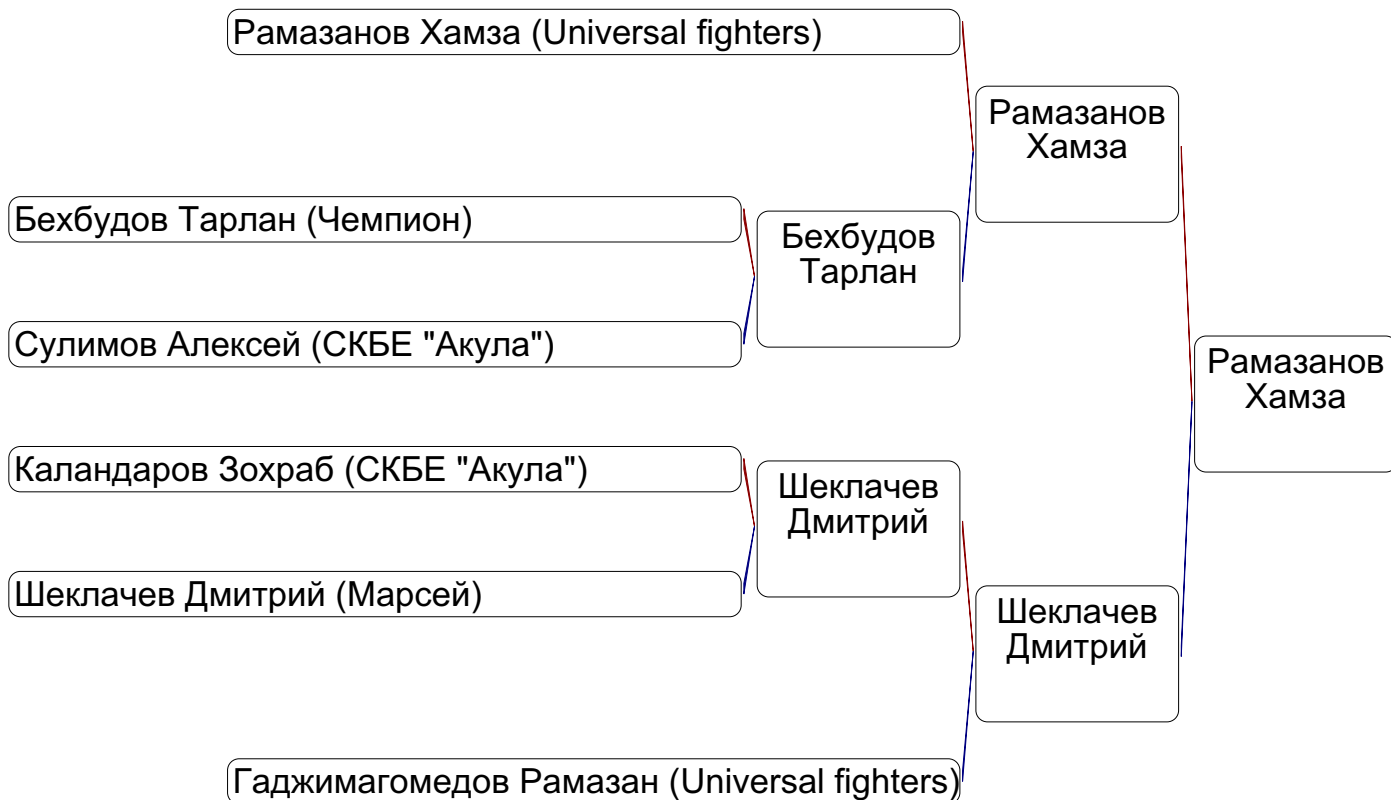 Рамазанов Хамза (Universal fighters)
Рамазанов
Хамза
Бехбудов Тарлан (Чемпион)
Бехбудов
Тарлан
Сулимов Алексей (СКБЕ "Акула")
Рамазанов
Хамза
Каландаров Зохраб (СКБЕ "Акула")
Шеклачев
Дмитрий
Шеклачев Дмитрий (Марсей)
Шеклачев
Дмитрий
Гаджимагомедов Рамазан (Universal fighters)